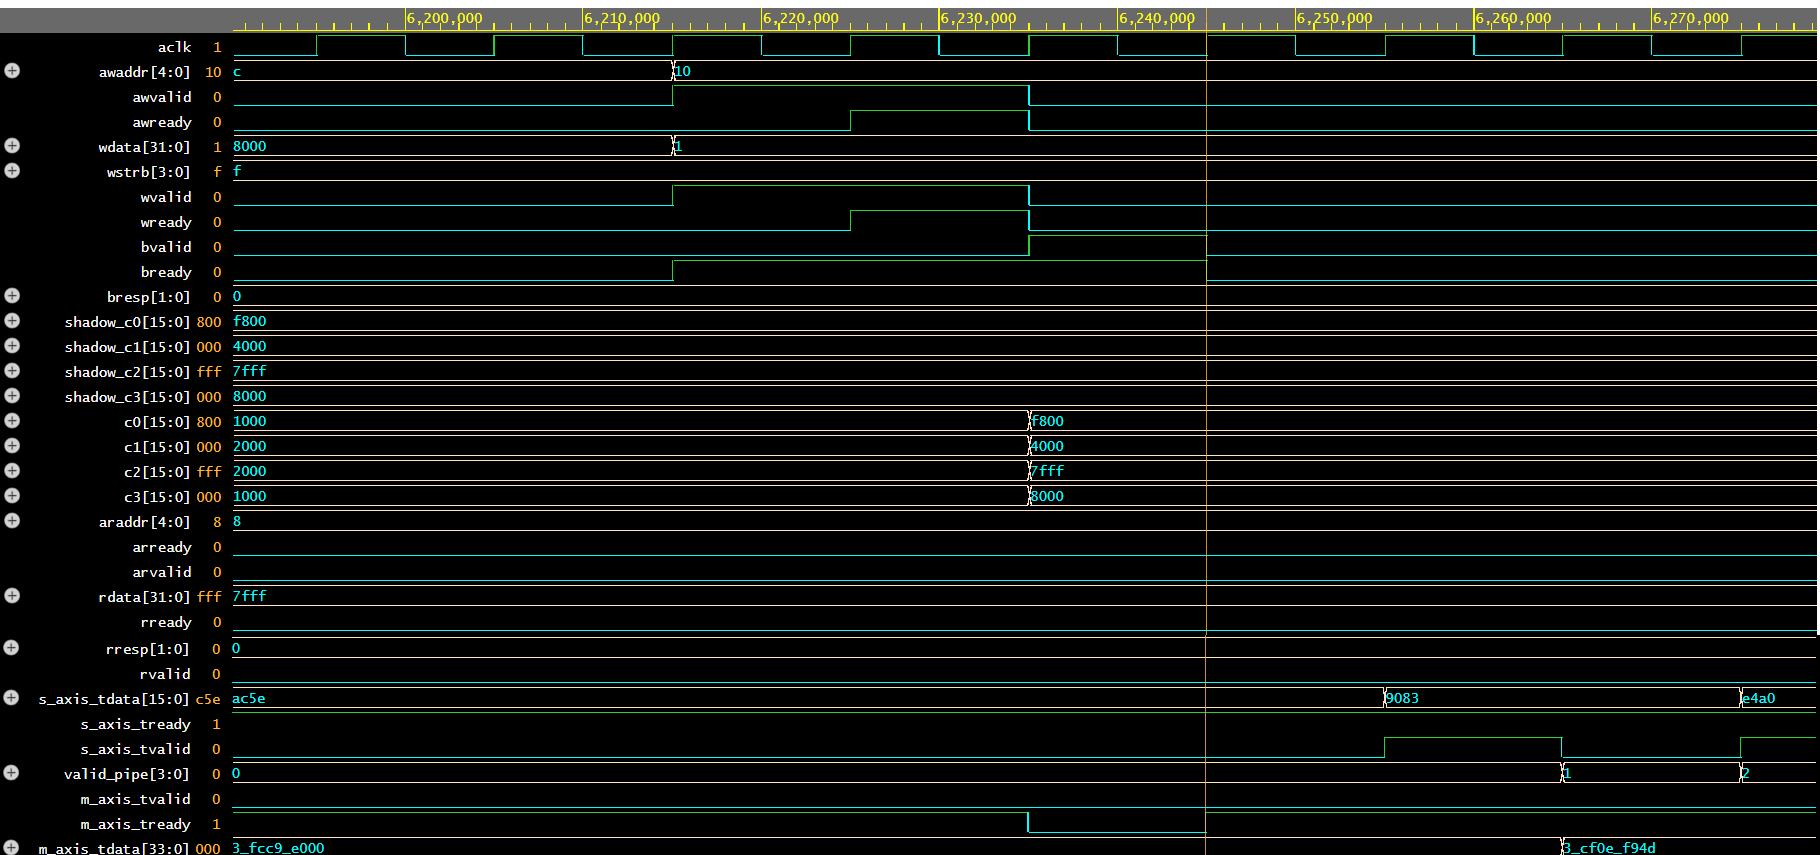 6,200,000 6,210,000 6,220,000 6,230,000 6,240,000 6,250,000 6,260,000 6,270,000
aclk 1
awaddr[4:0] 10 c 10
awvalid 0
awready 0
wdata[31:0] 1 8000 1
wstrb[3:0] f f
wvalid 0
wready 0
bvalid 0
bready 0
bresp[1:0] 0 0
shadow_c0[15:0] 800 f800
shadow_c1[15:0] 000 4000
shadow_c2[15:0] fff 7fff
shadow_c3[15:0] 000 8000
c0[15:0] 800 1000 f800
c1[15:0] 000 2000 4000
c2[15:0] fff 2000 7fff
c3[15:0] 000 1000 8000
araddr[4:0] 8 8
arready 0
arvalid 0
rdata[31:0] fff 7fff
rready 0
rresp[1:0] 0 0
rvalid 0
s_axis_tdata[15:0] c5e ac5e 9083 e4a0
s_axis_tready 1
s_axis_tvalid 0
valid_pipe[3:0] 0 0 1 2
m_axis_tvalid 0
m_axis_tready 1
m_axis_tdata[33:0] 000 3_fcc9_e000 3_cf0e_f94d